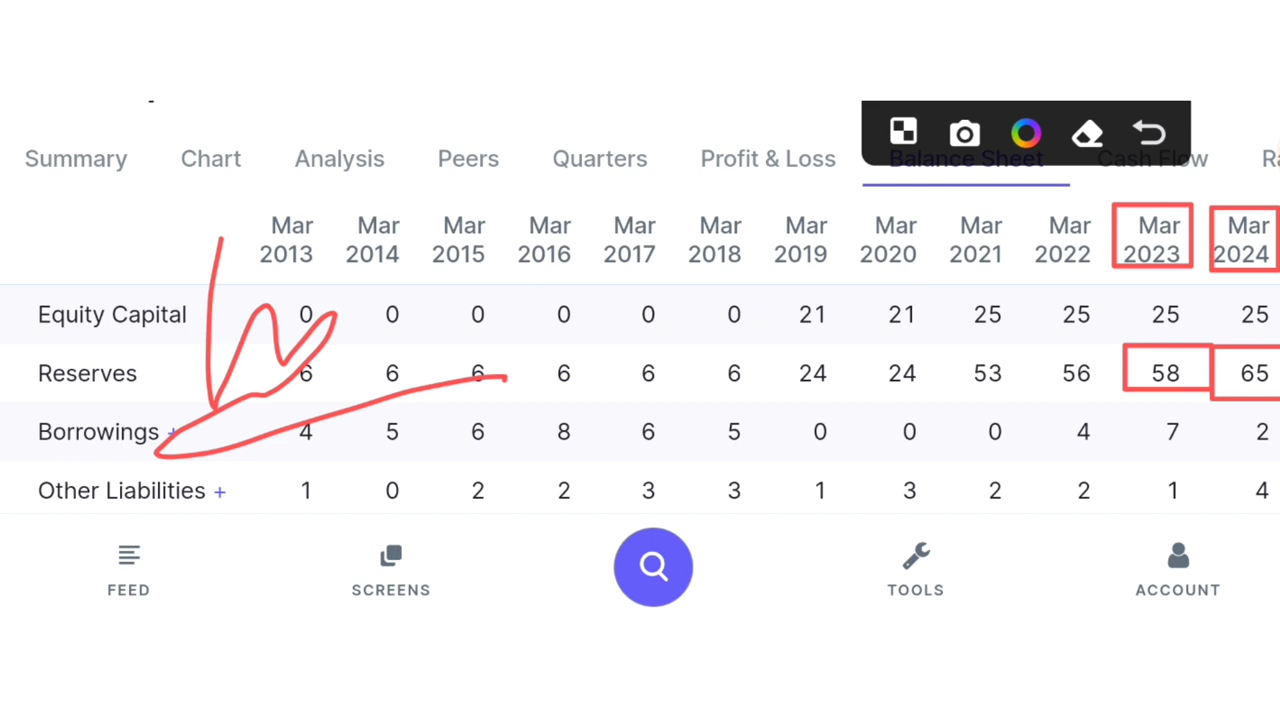 Summary Chart Analysis Peers Quarters Profit & Loss Balance Sheet Cash Flow
Mar 2013 Mar 2014 Mar 2015 Mar 2016 Mar 2017 Mar 2018 Mar 2019 Mar 2020 Mar 2021 Mar 2022 Mar 2023 Mar 2024
Equity Capital 0 0 0 0 0 0 21 21 25 25 25 25
Reserves 6 6 6 6 6 6 24 24 53 56 58 65
Borrowings + 4 5 6 8 6 5 0 0 0 4 7 2
Other Liabilities + 1 0 2 2 3 3 1 3 2 2 1 4
FEED SCREENS TOOLS ACCOUNT